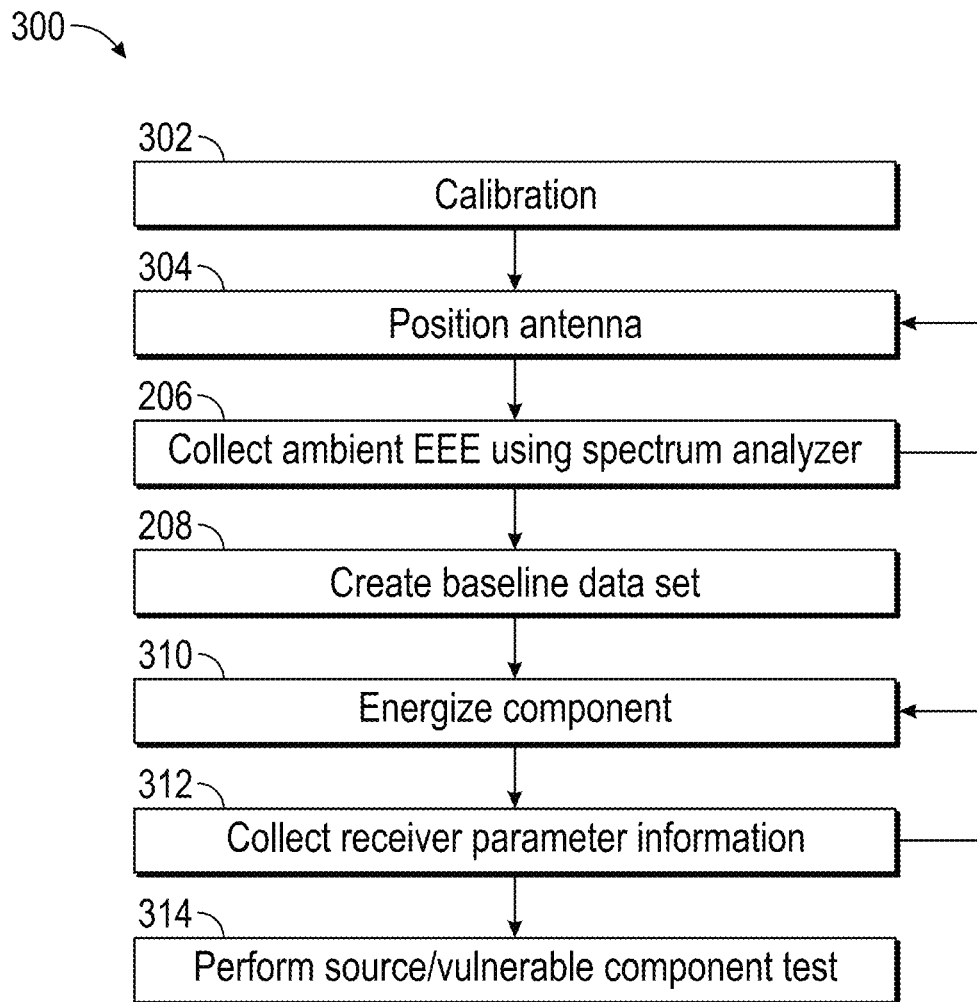 300
302
Calibration
304
Position antenna
206
Collect ambient EEE using spectrum analyzer
208
Create baseline data set
310
Energize component
312
Collect receiver parameter information
314
Perform source/vulnerable component test